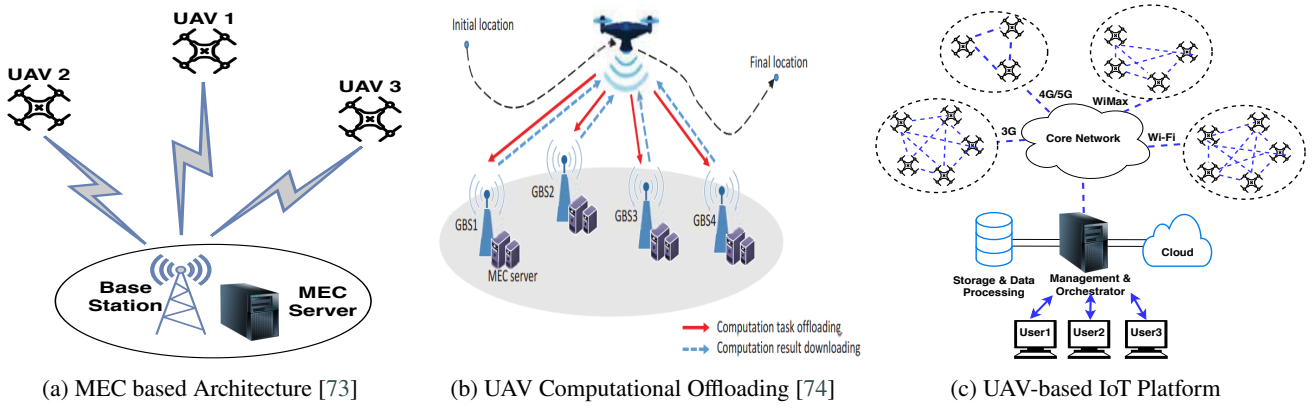 UAV 1
UAV 2
UAV 3
Base
Station
MEC
Server
(a) MEC based Architecture [73]
Initial location
Final location
GBS1
GBS2
GBS3
GBS4
MEC server
Computation task offloading
Computation result downloading
(b) UAV Computational Offloading [74]
4G/5G
WiMax
3G
Core Network
Wi-Fi
Storage & Data
Processing
Management &
Orchestrator
Cloud
User1
User2
User3
(c) UAV-based IoT Platform